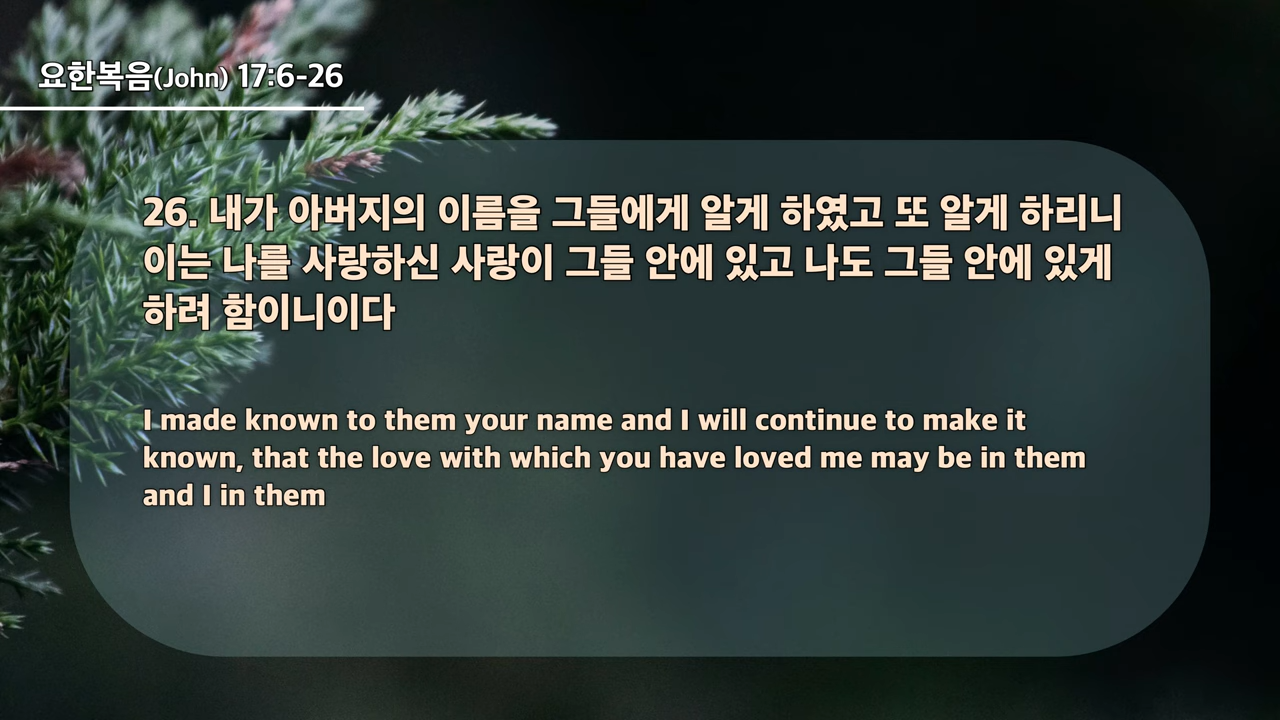 요한복음(John) 17:6-26
26. 내가 아버지의 이름을 그들에게 알게 하였고 또 알게 하리니
이는 나를 사랑하신 사랑이 그들 안에 있고 나도 그들 안에 있게
하려 함이니이다
I made known to them your name and I will continue to make it
known, that the love with which you have loved me may be in them
and I in them